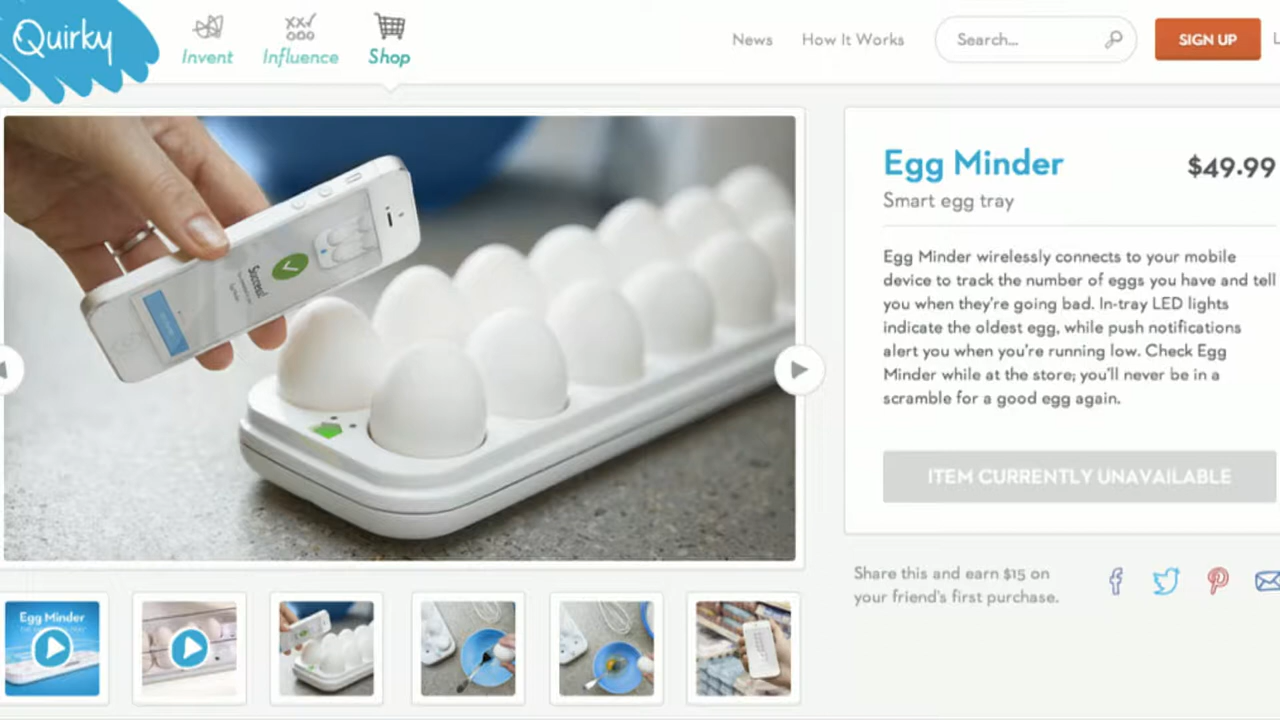 Quirky
Invent
Influence
Shop
News
How It Works
Search...
SIGN UP
Success!
Egg Minder
$49.99
Smart egg tray
Egg Minder wirelessly connects to your mobile
device to track the number of eggs you have and tell
you when they're going bad. In-tray LED lights
indicate the oldest egg, while push notifications
alert you when you're running low. Check Egg
Minder while at the store; you'll never be in a
scramble for a good egg again.
ITEM CURRENTLY UNAVAILABLE
Share this and earn $15 on
your friend's first purchase.
Egg Minder